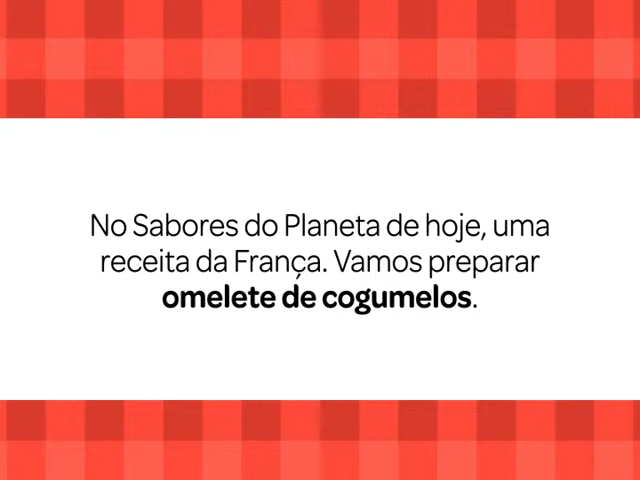 No Sabores do Planeta de hoje, uma
receita da França. Vamos preparar
omelete de cogumelos.